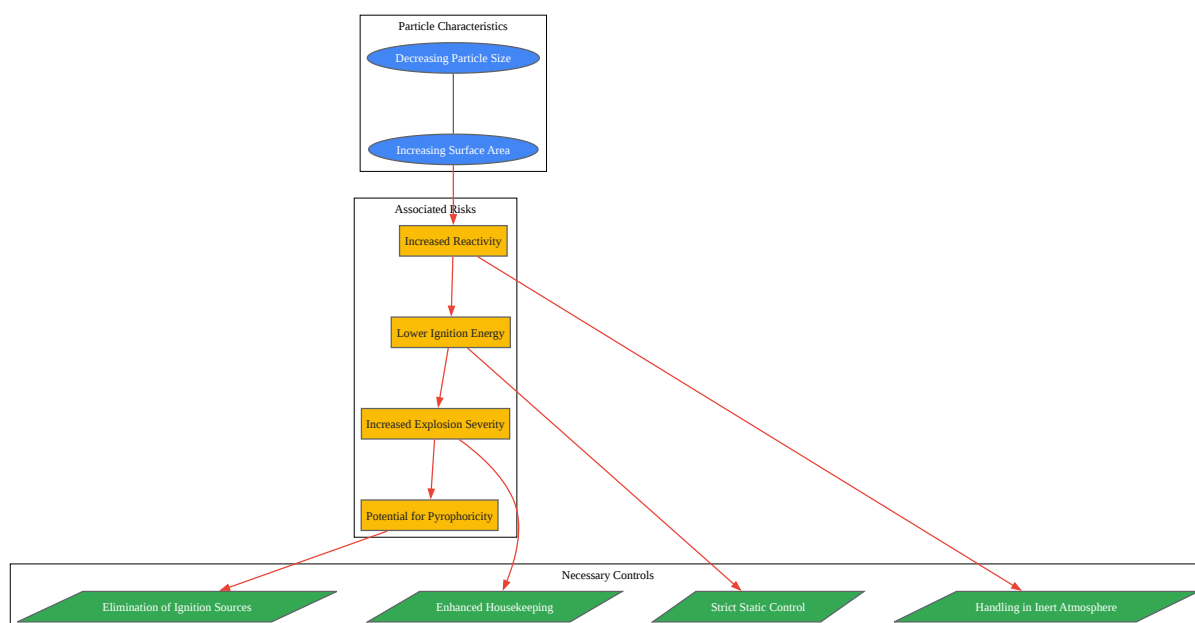 Particle Characteristics
Decreasing Particle Size
Increasing Surface Area
Associated Risks
Increased Reactivity
Lower Ignition Energy
Increased Explosion Severity
Potential for Pyrophoricity
Necessary Controls
Elimination of Ignition Sources
Enhanced Housekeeping
Strict Static Control
Handling in Inert Atmosphere